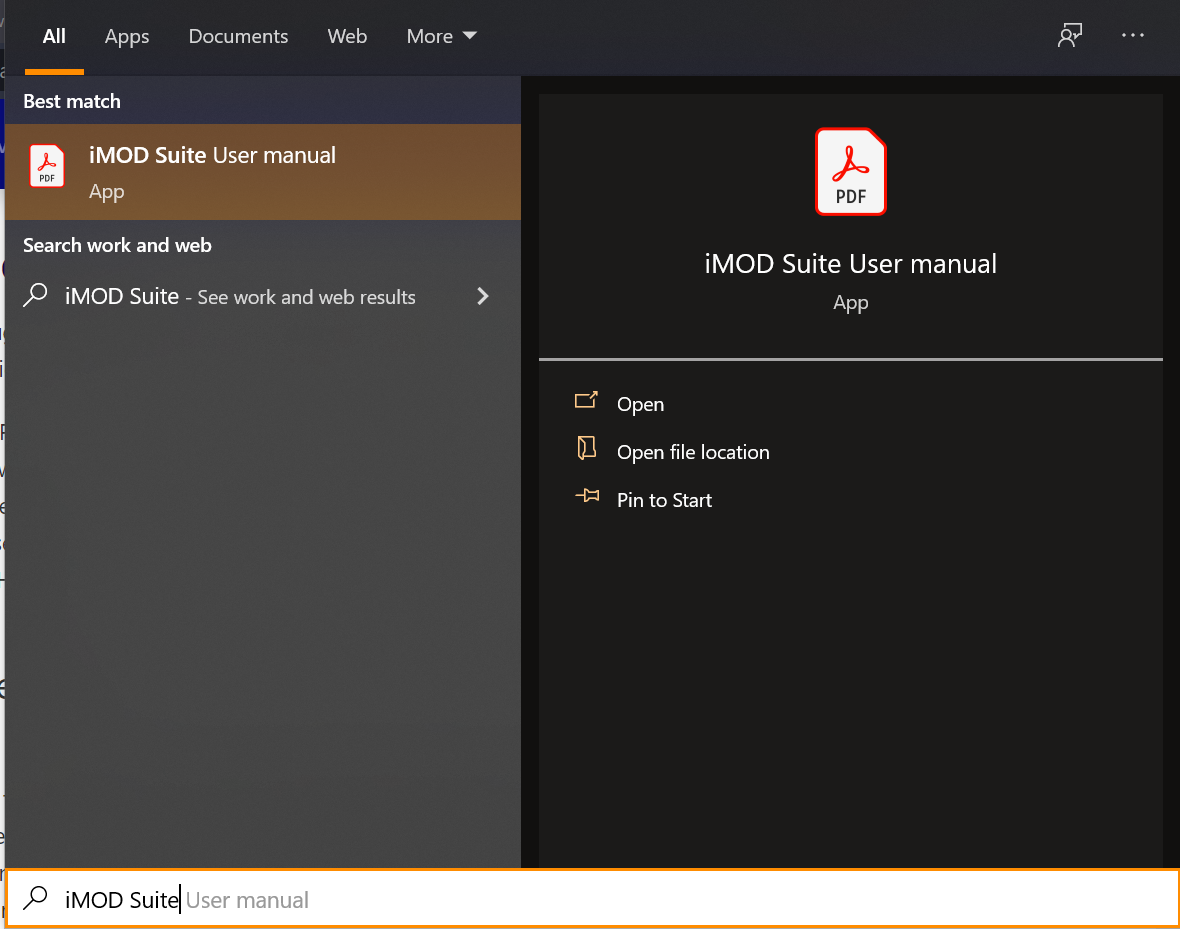 All Apps Documents Web More
Best match
PDF
iMOD Suite User manual
App
Search work and web
iMOD Suite - See work and web results
PDF
iMOD Suite User manual
App
Open
Open file location
Pin to Start
iMOD Suite User manual